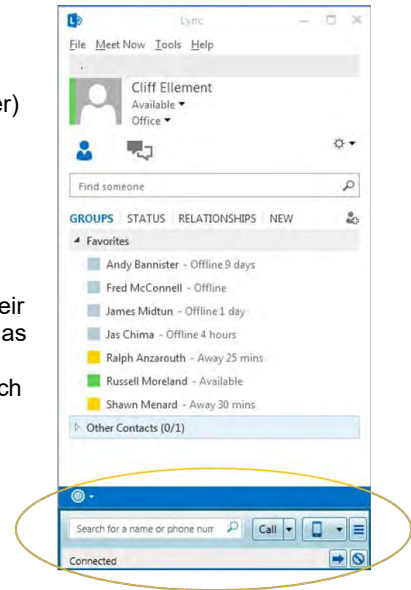 Lync
File Meet Now Tools Help
Cliff Ellement
er)
Available
Office
Find someone
GROUPS STATUS RELATIONSHIPS NEW
Favorites
Andy Bannister - Offline 9 days
Fred McConnell - Offline
eir
James Midtun - Offline 1 day
as
Jas Chima - Offline 4 hours
Ralph Anzarouth - Away 25 mins
ch
Russell Moreland - Available
Shawn Menard - Away 30 mins
Other Contacts (0/1)
Search for a name or phone num
Call
Connected